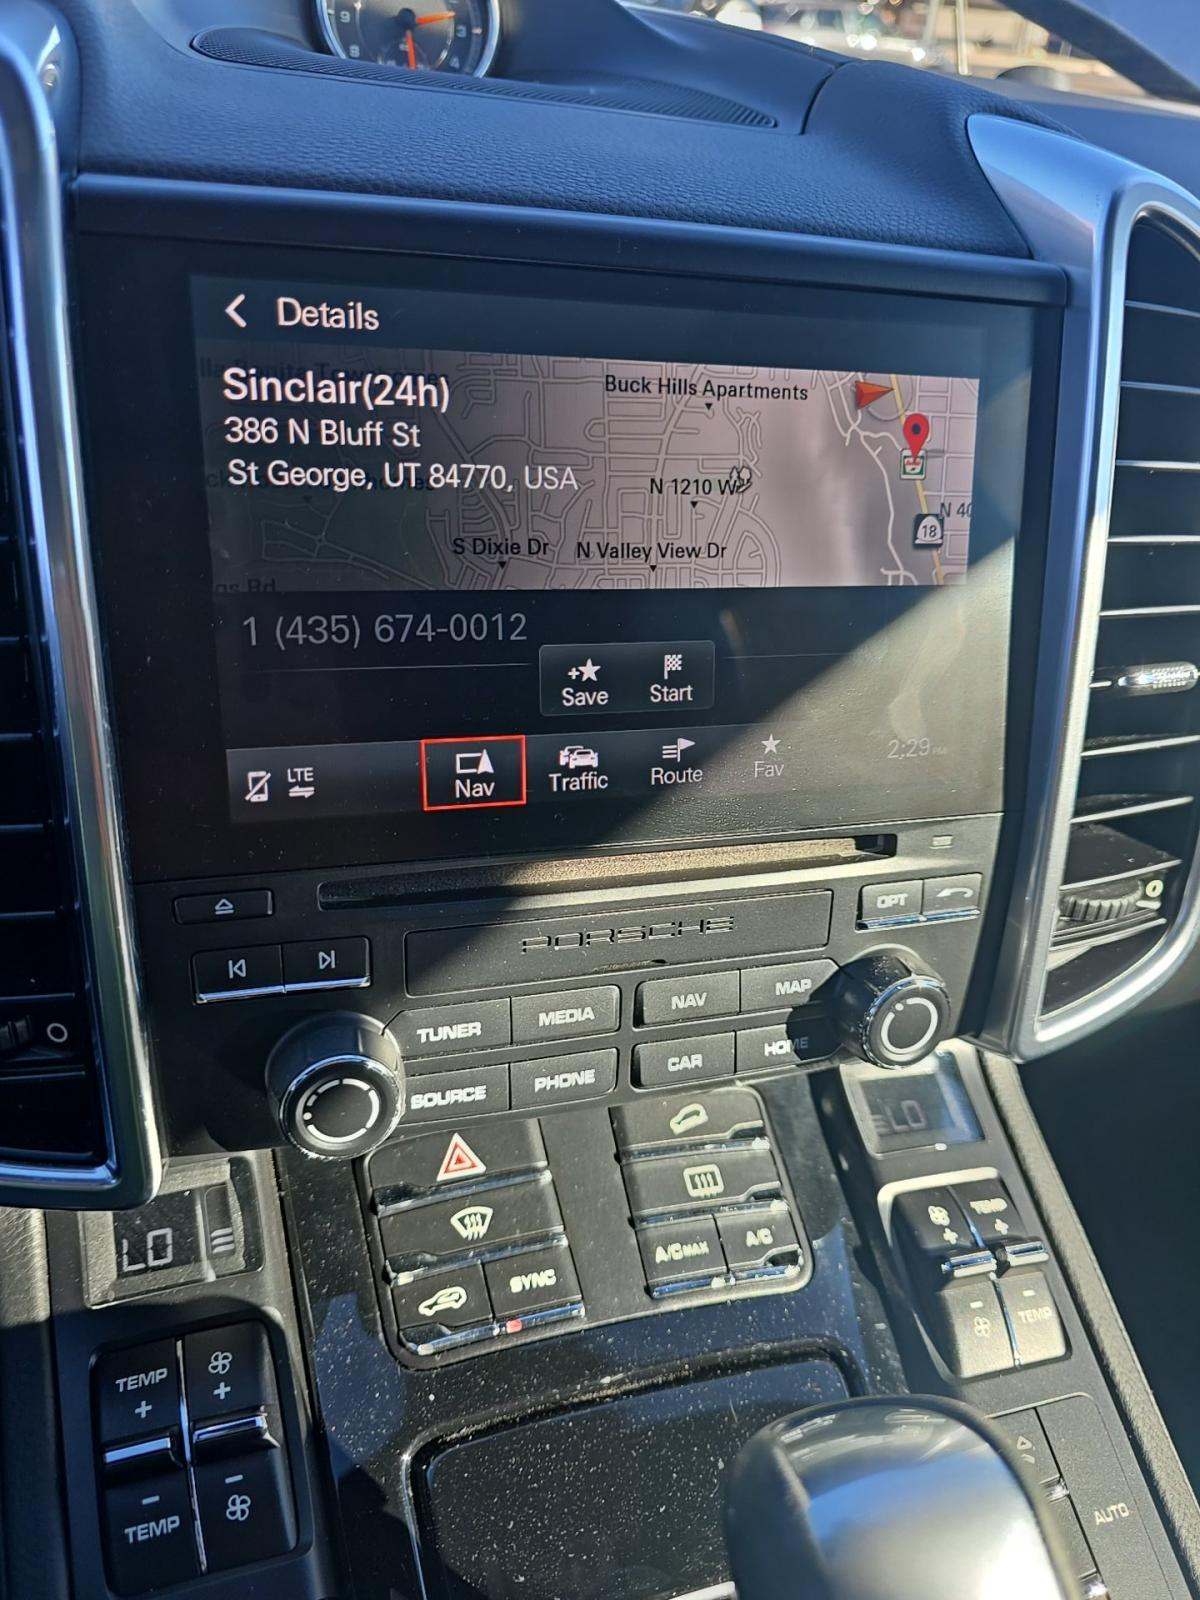 Details
Sinclair(24h)
386 N Bluff St
St George, UT 84770, USA
Buck Hills Apartments
N 1210 W
S Dixie Dr
N Valley View Dr
18
1 (435) 674-0012
+★ Save
Start
LTE
Nav
Traffic
Route
Fav
2:29 PM
PORSCHE
OPT
TUNER
MEDIA
NAV
MAP
SOURCE
PHONE
CAR
HOME
LO
LO
A/C MAX
A/C
SYNC
TEMP
+
+
TEMP
+
+
-
-
TEMP
-
-
TEMP
AUTO